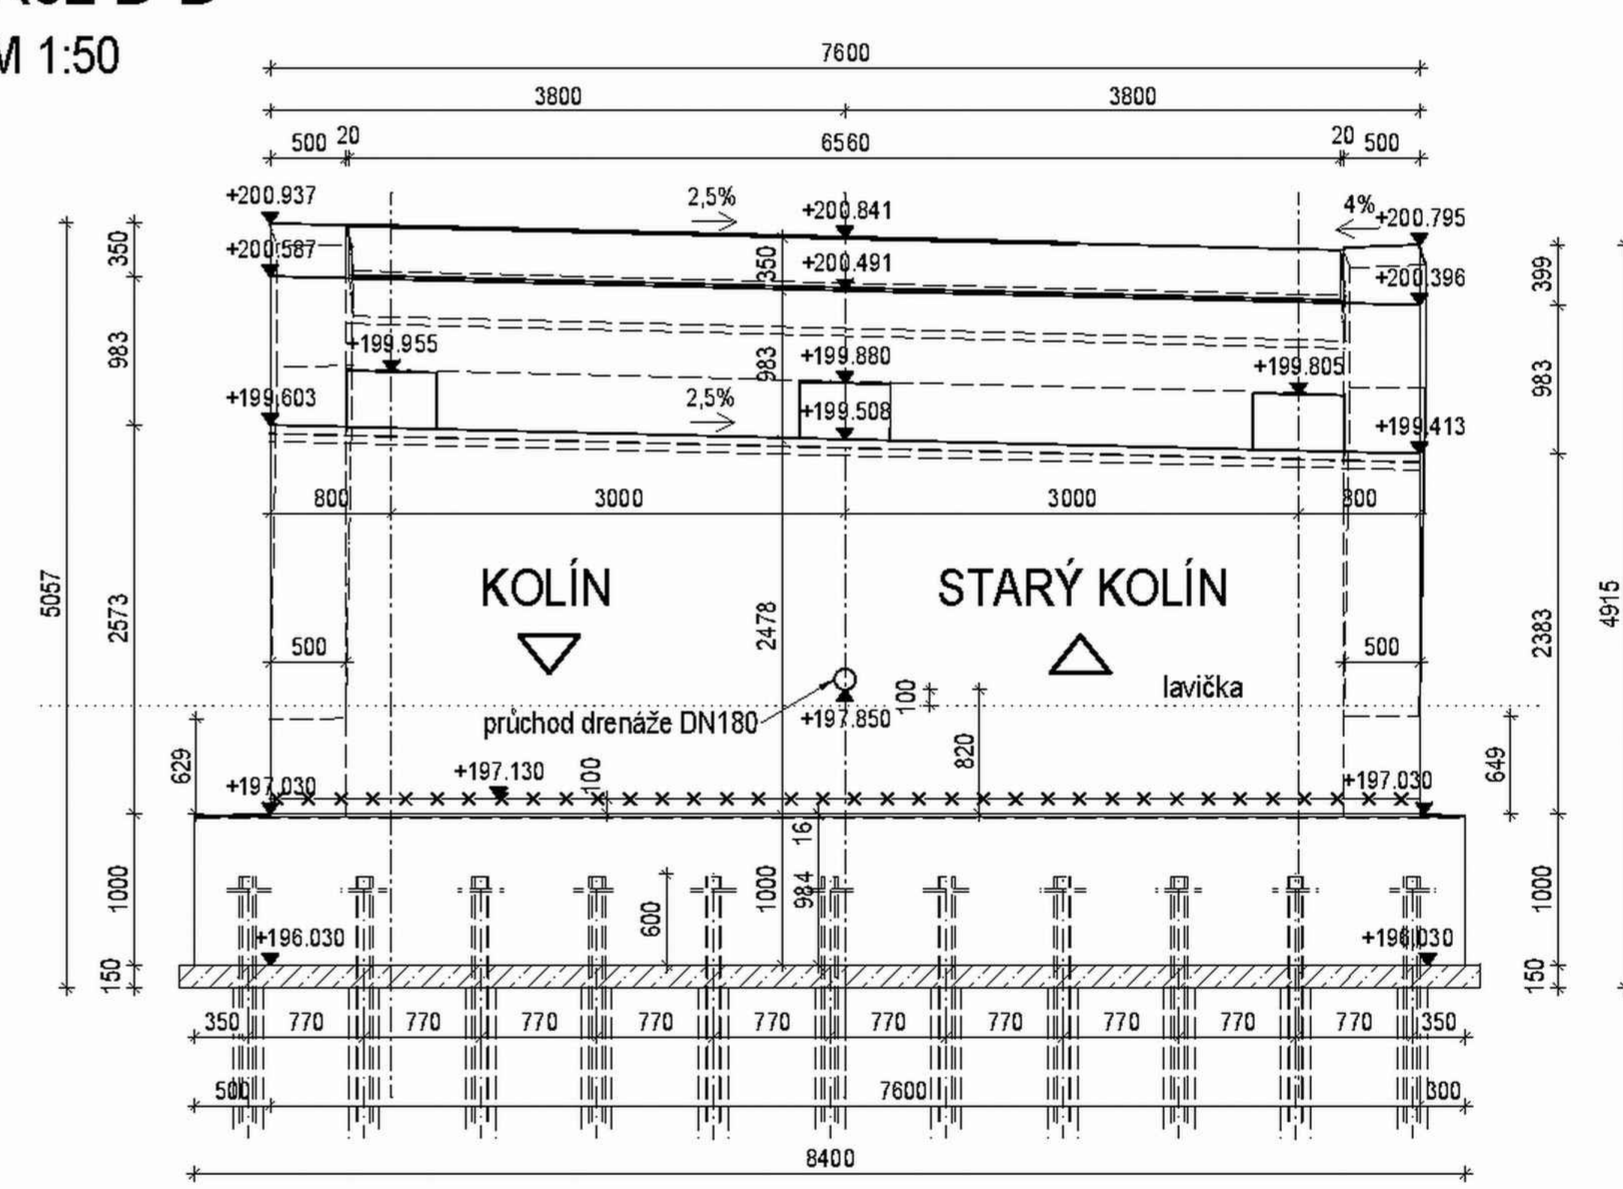 M 1:50
7600
3800 3800
500 20 6560 20 500
+200.937 2,5% +200.841 4% +200.795
350 +200.587 350 +200.491 +200.396 399
983 +199.955 983 +199.880 +199.805 983
+199.603 2,5% +199.508 +199.413
800 3000 3000 800
KOLÍN STARÝ KOLÍN
5057 2573 2478 2383 4915
500 500
lavička
průchod drenáže DN180 +197.850 100
629 +197.030 +197.130 100 820 +197.030 649
16
1000 600 1000 984 1000
+196.030 +196.030
150 150
350 770 770 770 770 770 770 770 770 770 770 350
500 7600 300
8400